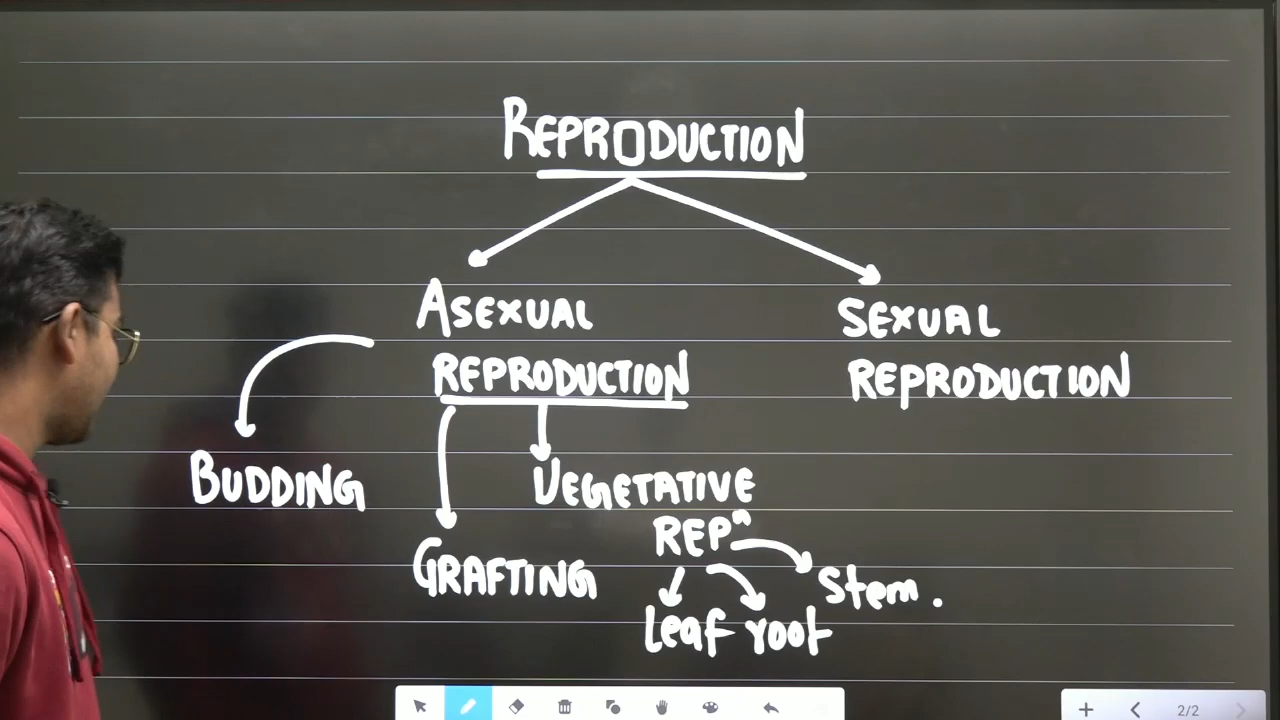 REPRODUCTION
ASEXUAL
REPRODUCTION
SEXUAL
REPRODUCTION
BUDDING
GRAFTING
VEGETATIVE
REPⁿ
Leaf root
Stem.
2/2